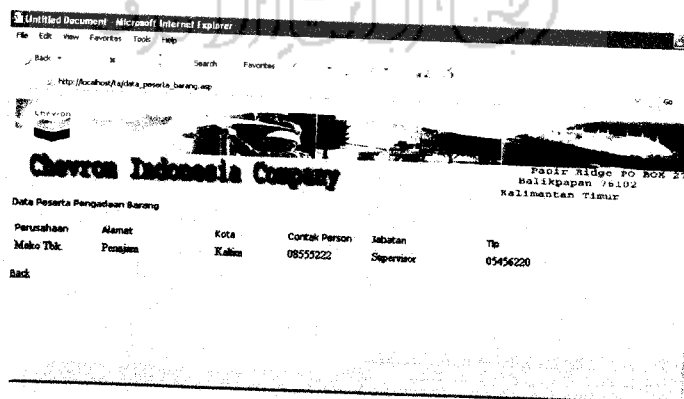 Untitled Document - Microsoft Internet Explorer
File Edit View Favorites Tools Help
Back Search Favorites
http://localhost/ta/data_peserta_barang.asp Go
Chevron
Chevron Indonesia Company
Pasir Ridge PO BOX 27
Balikpapan 76102
Kalimantan Timur
Data Peserta Pengadaan Barang
Perusahaan Alamat Kota Contak Person Jabatan Tlp
Meko Tbk. Penajam Kaltim 08555222 Supervisor 05456220
Back